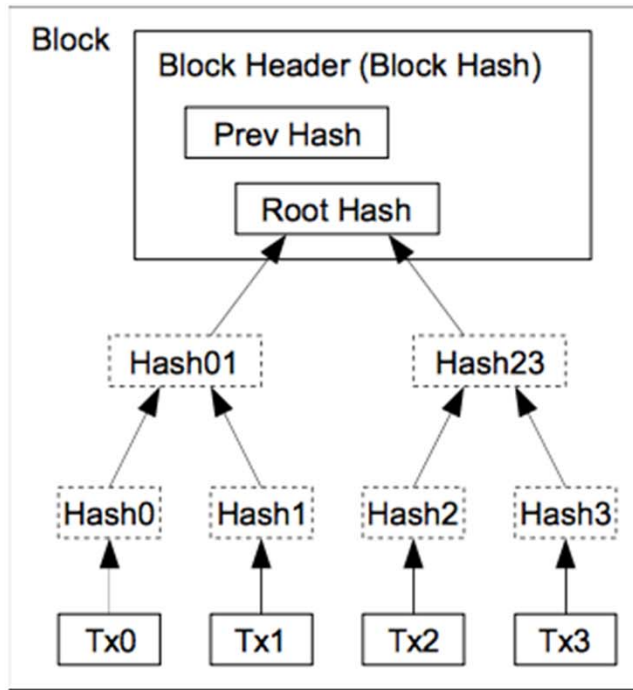 Block
Block Header (Block Hash)
Prev Hash
Root Hash
Hash01
Hash23
Hash0
Hash1
Hash2
Hash3
Tx0
Tx1
Tx2
Tx3